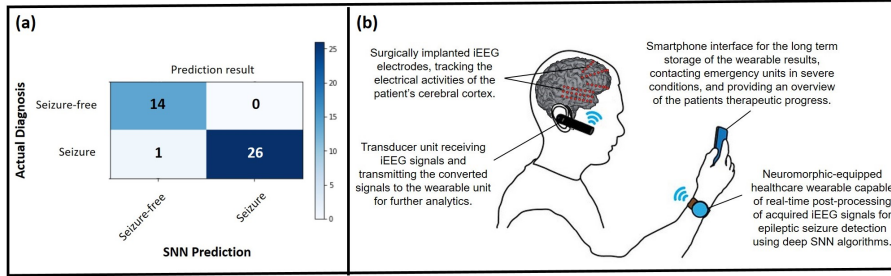 (a)
Prediction result
Actual Diagnosis
Seizure-free
Seizure
14
0
1
26
Seizure-free
Seizure
SNN Prediction
25
20
15
10
5
0
(b)
Surgically implanted iEEG
electrodes, tracking the
electrical activities of the
patient's cerebral cortex.
Transducer unit receiving
iEEG signals and
transmitting the converted
signals to the wearable unit
for further analytics.
Smartphone interface for the long term
storage of the wearable results,
contacting emergency units in severe
conditions, and providing an overview
of the patients therapeutic progress.
Neuromorphic-equipped
healthcare wearable capable
of real-time post-processing
of acquired iEEG signals for
epileptic seizure detection
using deep SNN algorithms.